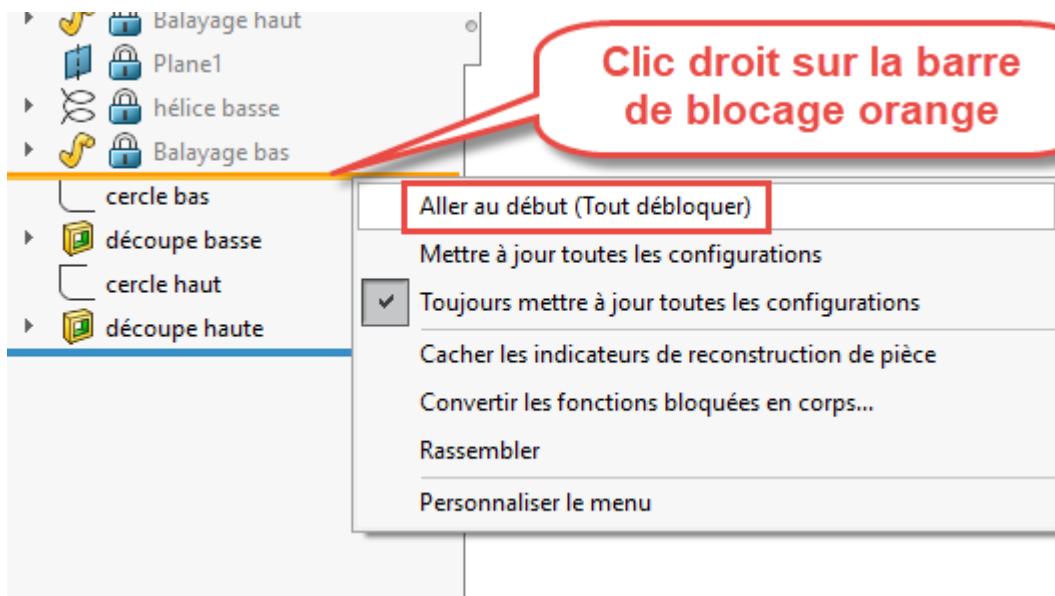 Balayage haut
Plane1
hélice basse
Balayage bas
Clic droit sur la barre
de blocage orange
cercle bas
découpe basse
cercle haut
découpe haute
Aller au début (Tout débloquer)
Mettre à jour toutes les configurations
Toujours mettre à jour toutes les configurations
Cacher les indicateurs de reconstruction de pièce
Convertir les fonctions bloquées en corps...
Rassembler
Personnaliser le menu